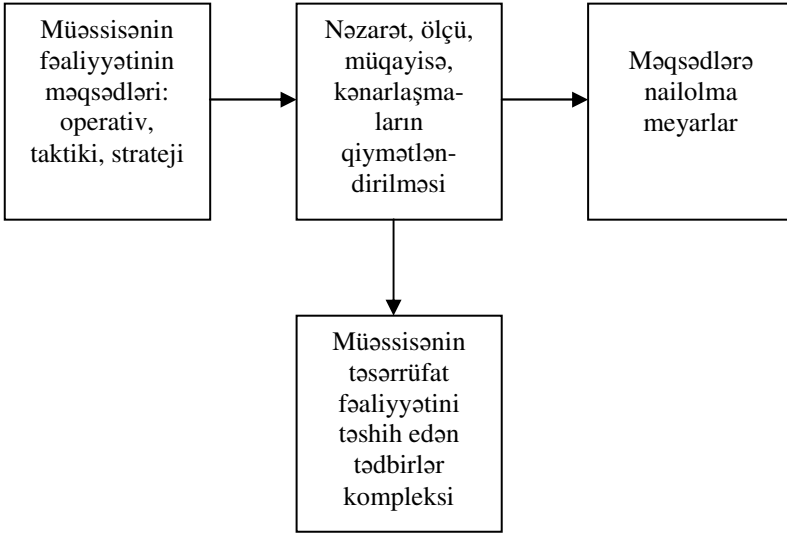 Müəssisənin
fəaliyyətinin
məqsədləri:
operativ,
taktiki, strateji
Nəzarət, ölçü,
müqayisə,
kənarlaşma-
ların
qiymətlən-
dirilməsi
Məqsədlərə
nailolma
meyarlar
Müəssisənin
təsərrüfat
fəaliyyətini
təshih edən
tədbirlər
kompleksi